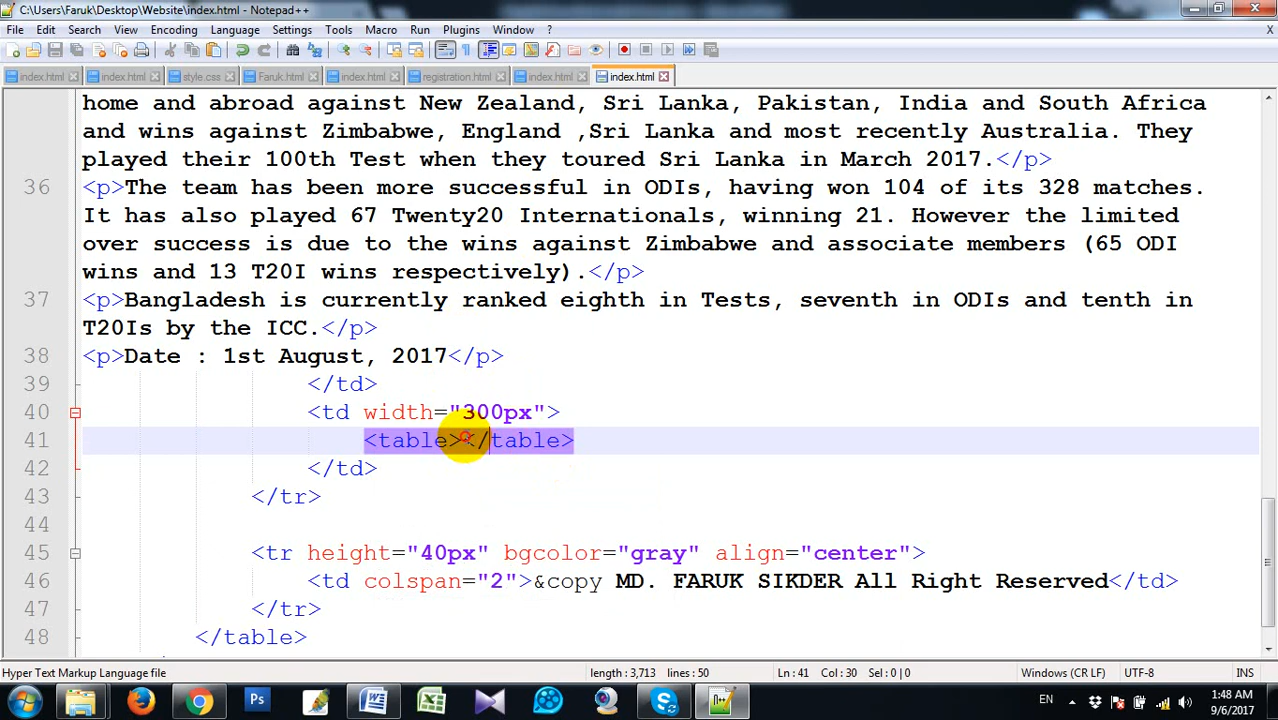 C:\Users\Faruk\Desktop\Website\index.html - Notepad++
File Edit Search View Encoding Language Settings Tools Macro Run Plugins Window ? X
index.html index.html style.css Faruk.html index.html registration.html index.html index.html
home and abroad against New Zealand, Sri Lanka, Pakistan, India and South Africa
and wins against Zimbabwe, England ,Sri Lanka and most recently Australia. They
played their 100th Test when they toured Sri Lanka in March 2017.</p>
36 <p>The team has been more successful in ODIs, having won 104 of its 328 matches.
It has also played 67 Twenty20 Internationals, winning 21. However the limited
over success is due to the wins against Zimbabwe and associate members (65 ODI
wins and 13 T20I wins respectively).</p>
37 <p>Bangladesh is currently ranked eighth in Tests, seventh in ODIs and tenth in
T20Is by the ICC.</p>
38 <p>Date : 1st August, 2017</p>
39 </td>
40 <td width="300px">
41 <table></table>
42 </td>
43 </tr>
44
45 <tr height="40px" bgcolor="gray" align="center">
46 <td colspan="2">&copy MD. FARUK SIKDER All Right Reserved</td>
47 </tr>
48 </table>
Hyper Text Markup Language file length : 3,713 lines : 50 Ln : 41 Col : 30 Sel : 0 | 0 Windows (CR LF) UTF-8 INS
EN 1:48 AM
9/6/2017